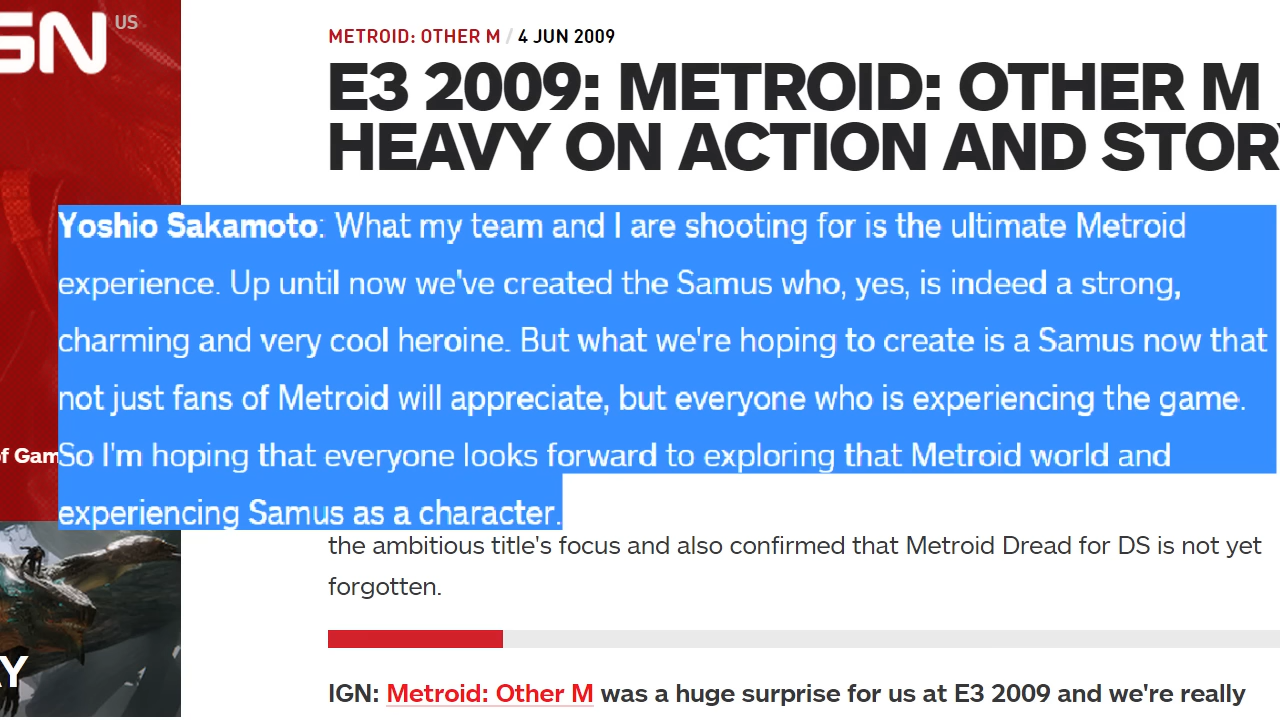 GN US
METROID: OTHER M / 4 JUN 2009
E3 2009: METROID: OTHER M
HEAVY ON ACTION AND STOR
Yoshio Sakamoto: What my team and I are shooting for is the ultimate Metroid
experience. Up until now we've created the Samus who, yes, is indeed a strong,
charming and very cool heroine. But what we're hoping to create is a Samus now that
not just fans of Metroid will appreciate, but everyone who is experiencing the game.
of Gam
So I'm hoping that everyone looks forward to exploring that Metroid world and
experiencing Samus as a character.
the ambitious title's focus and also confirmed that Metroid Dread for DS is not yet
forgotten.
AY
IGN: Metroid: Other M was a huge surprise for us at E3 2009 and we're really